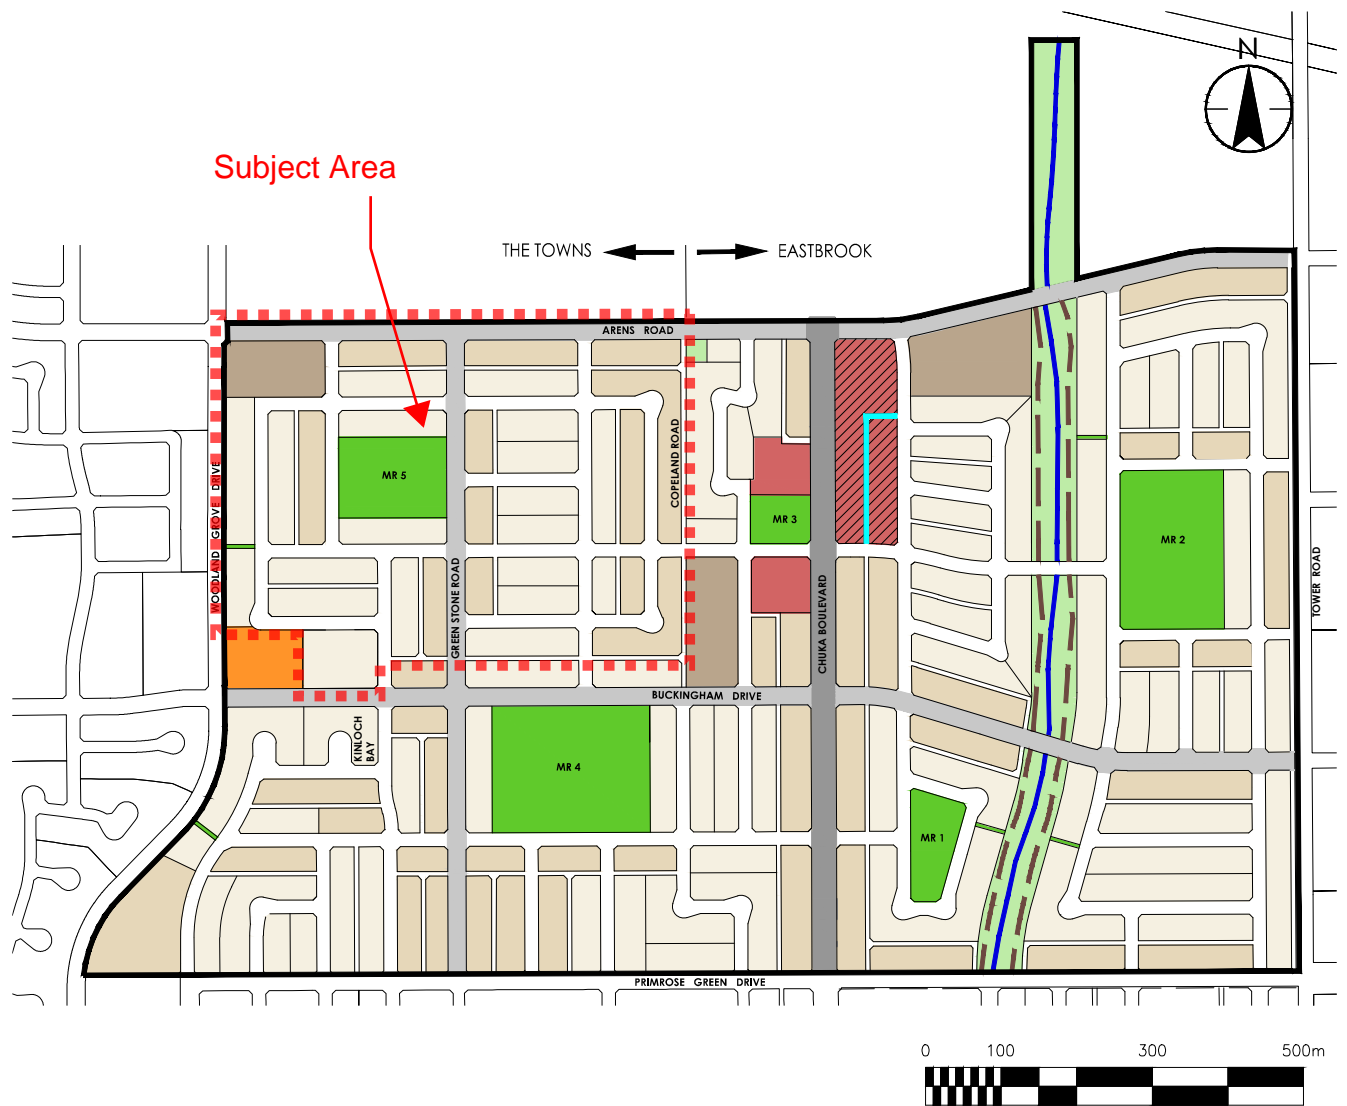 N
Subject Area
THE TOWNS
EASTBROOK
ARENS ROAD
WOODLAND GROVE DRIVE
MR 5
COPELAND ROAD
MR 3
MR 2
TOWER ROAD
GREEN STONE ROAD
CHUKA BOULEVARD
BUCKINGHAM DRIVE
KINLOCH
BAY
MR 4
MR 1
PRIMROSE GREEN DRIVE
0 100 300 500m